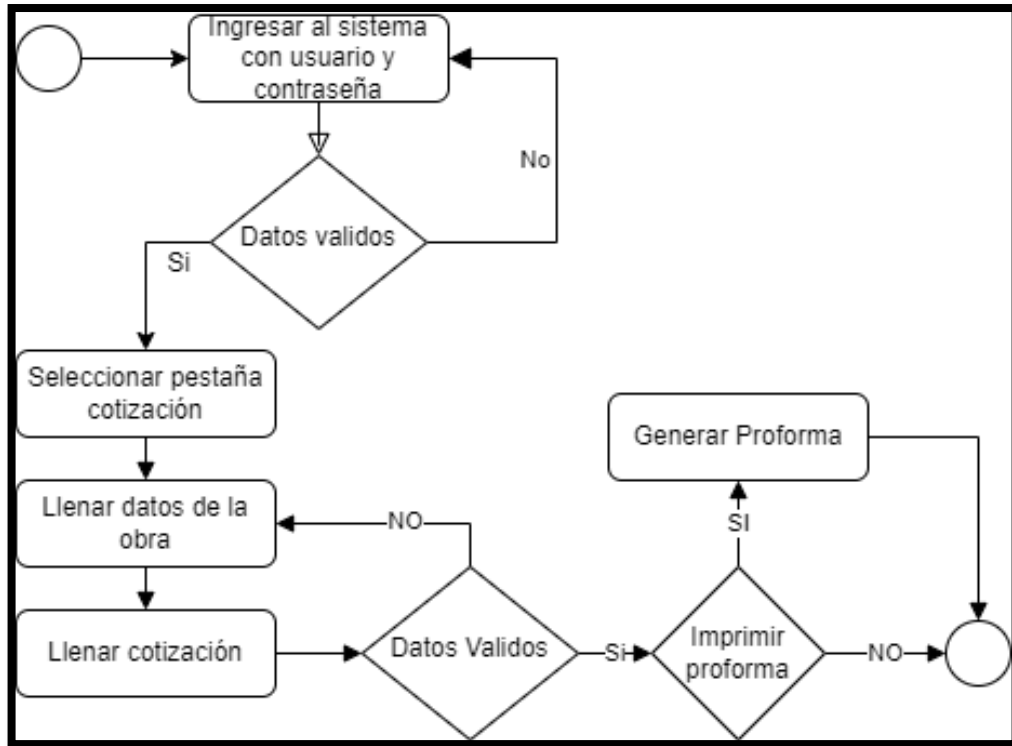 Ingresar al sistema
con usuario y
contraseña
No
Datos validos
Si
Seleccionar pestaña
cotización
Generar Proforma
Llenar datos de la
obra
NO
SI
Llenar cotización
Datos Validos
Si
Imprimir
proforma
NO